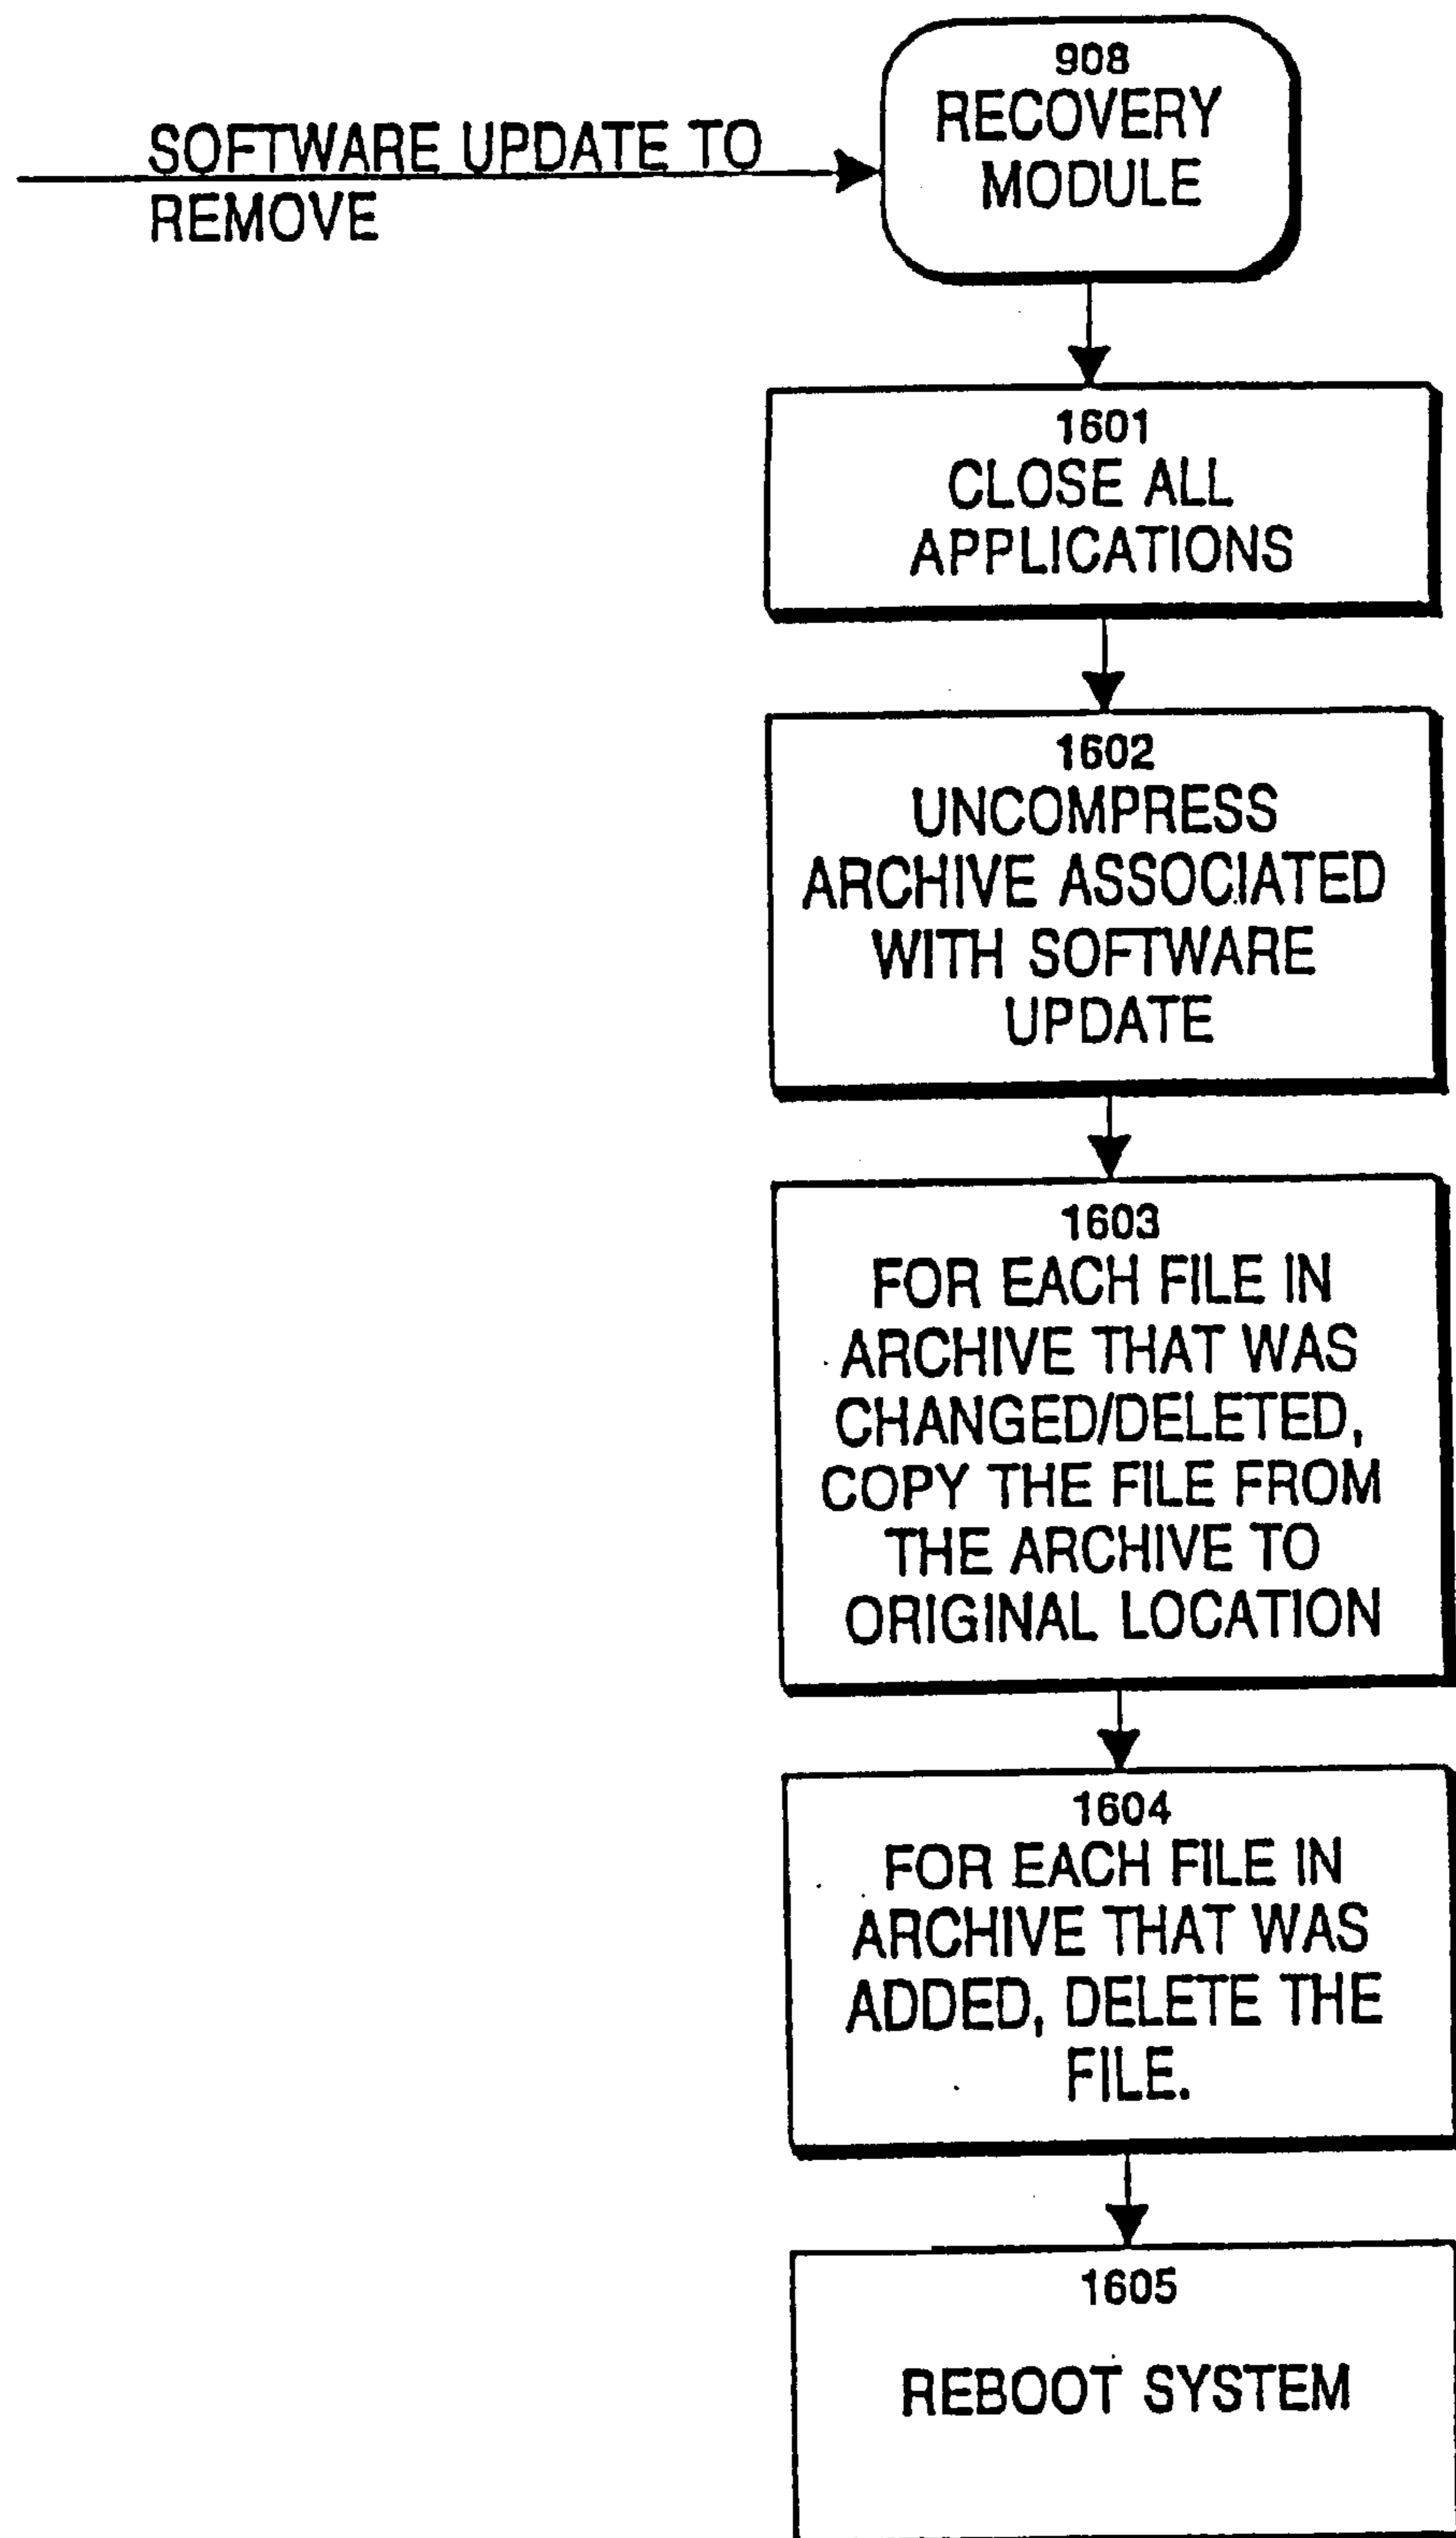 SOFTWARE UPDATE TO
REMOVE
908
RECOVERY
MODULE
1601
CLOSE ALL
APPLICATIONS
1602
UNCOMPRESS
ARCHIVE ASSOCIATED
WITH SOFTWARE
UPDATE
1603
FOR EACH FILE IN
ARCHIVE THAT WAS
CHANGED/DELETED,
COPY THE FILE FROM
THE ARCHIVE TO
ORIGINAL LOCATION
1604
FOR EACH FILE IN
ARCHIVE THAT WAS
ADDED, DELETE THE
FILE.
1605
REBOOT SYSTEM